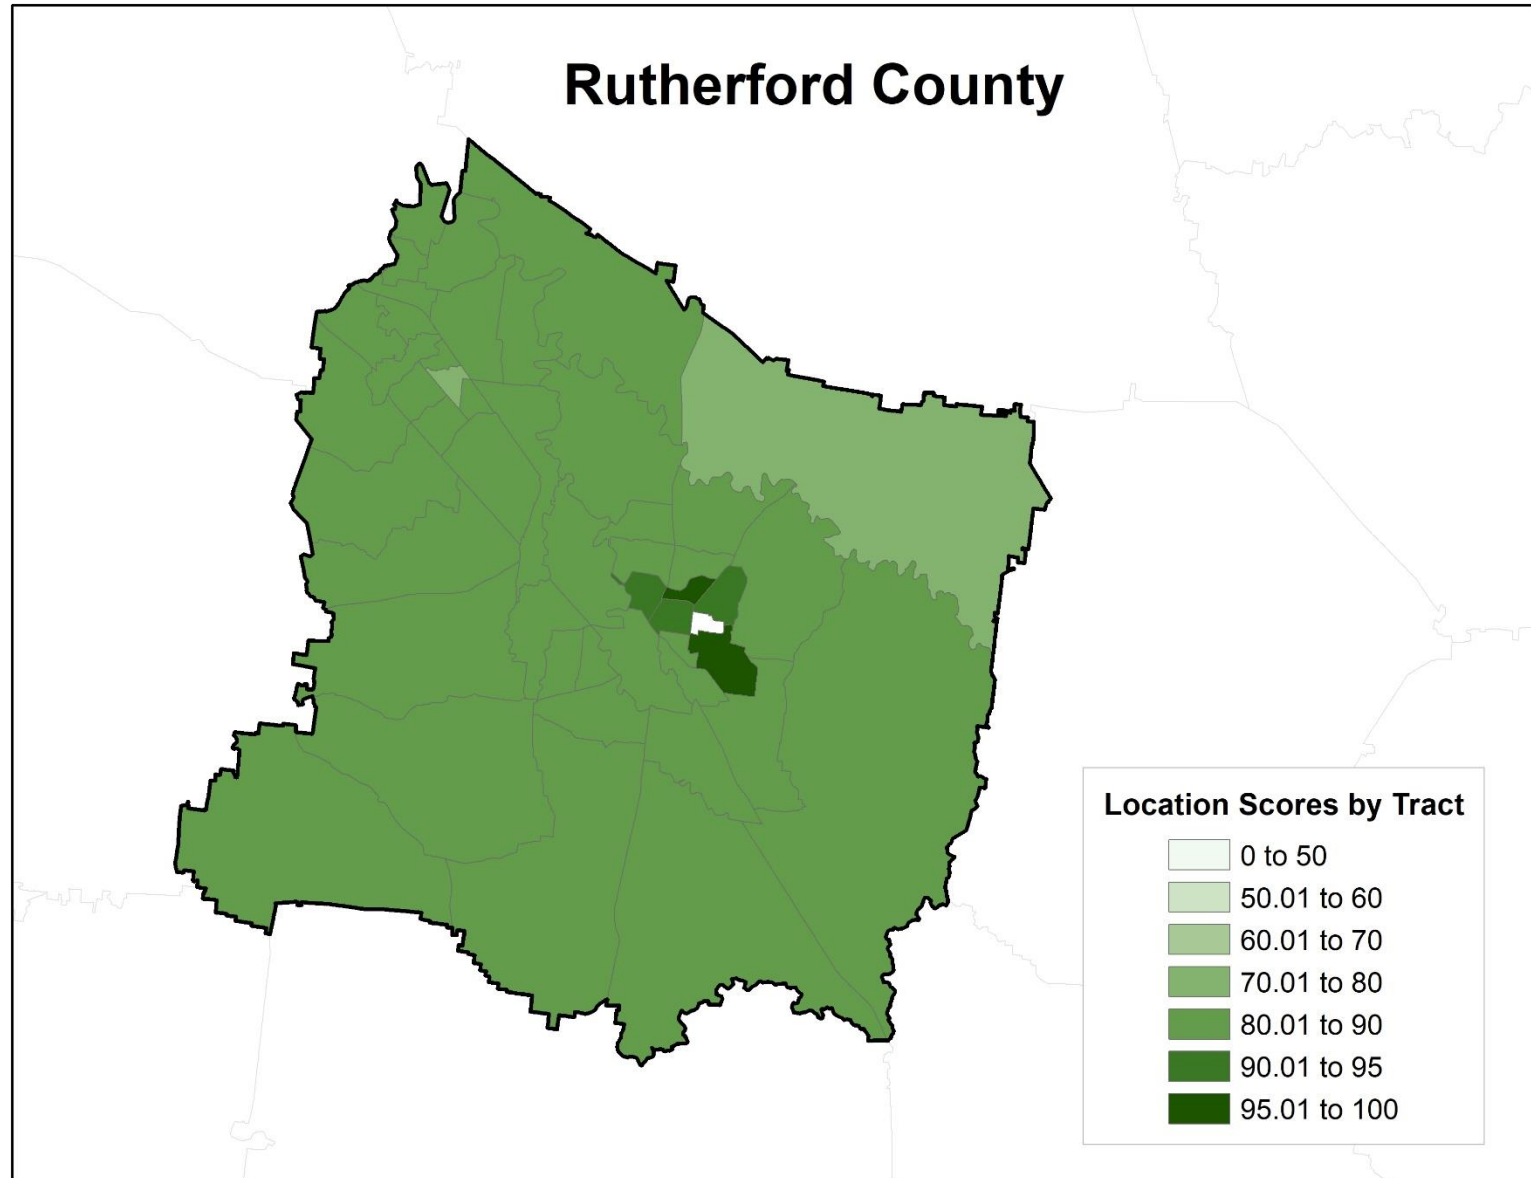 Rutherford County
Location Scores by Tract
0 to 50
50.01 to 60
60.01 to 70
70.01 to 80
80.01 to 90
90.01 to 95
95.01 to 100